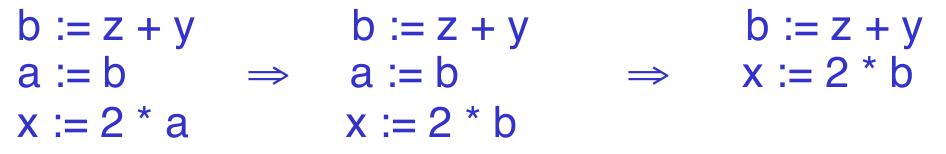 b := z + y
a := b
x := 2 * a
⇒
b := z + y
a := b
x := 2 * b
⇒
b := z + y
x := 2 * b